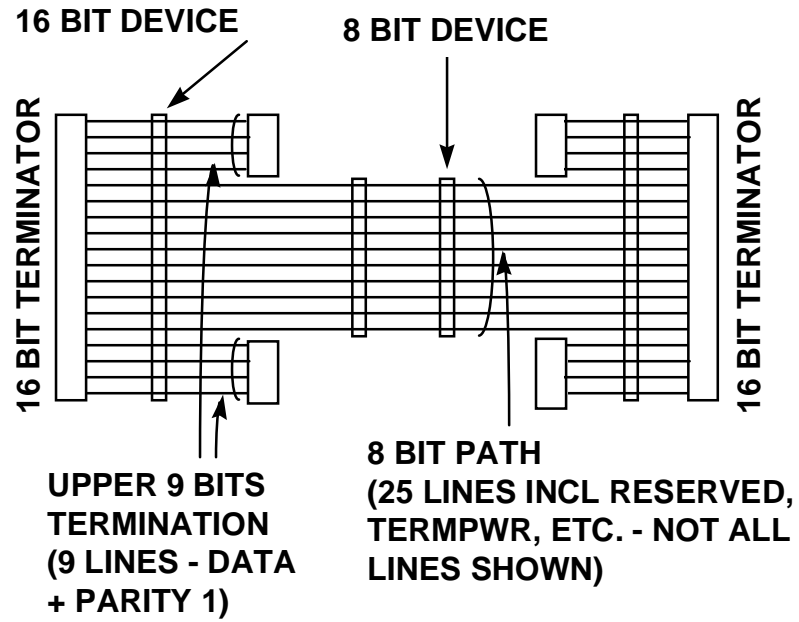 16 BIT DEVICE
8 BIT DEVICE
16 BIT TERMINATOR
16 BIT TERMINATOR
UPPER 9 BITS
TERMINATION
(9 LINES - DATA
+ PARITY 1)
8 BIT PATH
(25 LINES INCL RESERVED,
TERMPWR, ETC. - NOT ALL
LINES SHOWN)